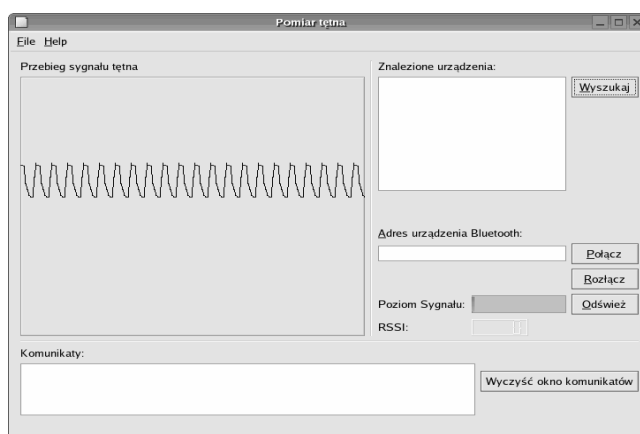 Pomiar tętna
File Help
Przebieg sygnału tętna
Znalezione urządzenia:
Wyszukaj
Adres urządzenia Bluetooth:
Połącz
Rozłącz
Poziom Sygnału:
Odśwież
RSSI:
Komunikaty:
Wyczyść okno komunikatów